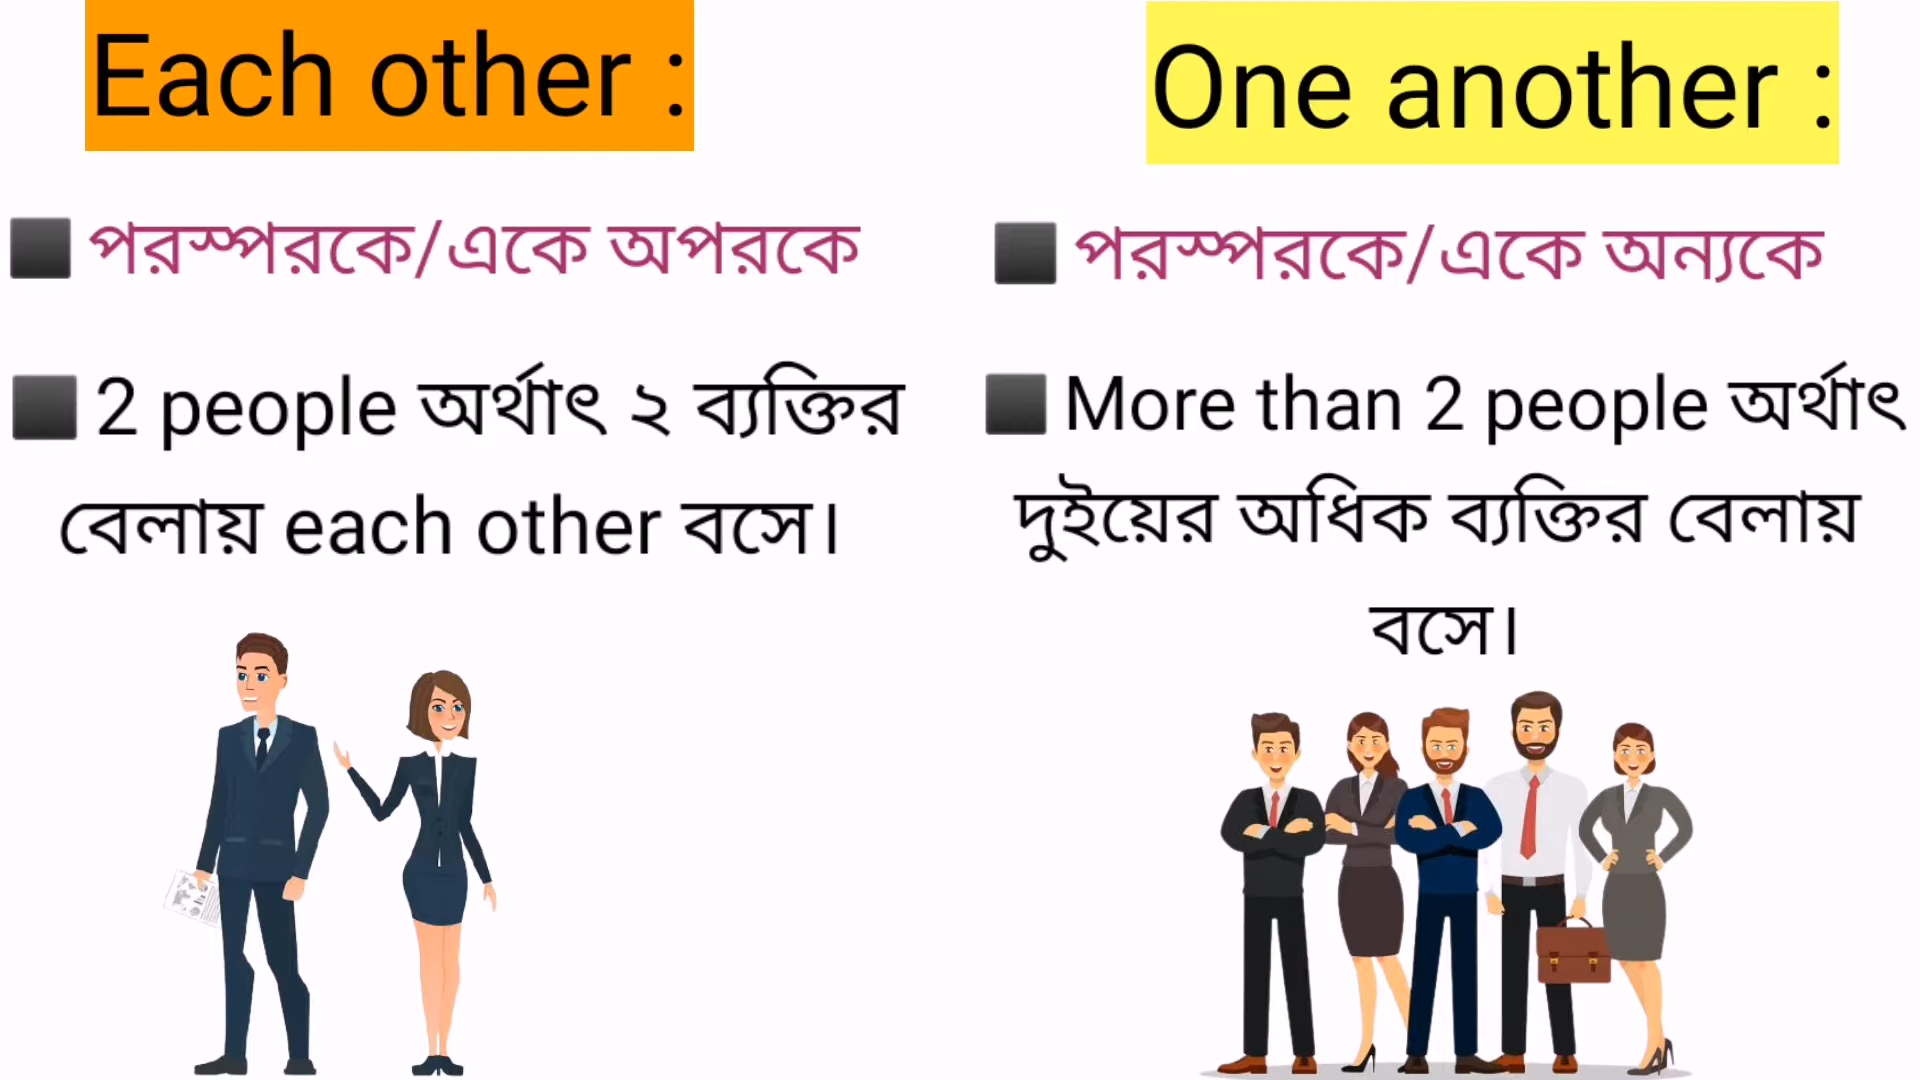 Each other :
■ পরস্পরকে/একে অপরকে
■ 2 people অর্থাৎ ২ ব্যক্তির
বেলায় each other বসে।
One another :
■ পরস্পরকে/একে অন্যকে
■ More than 2 people অর্থাৎ
দুইয়ের অধিক ব্যক্তির বেলায়
বসে।